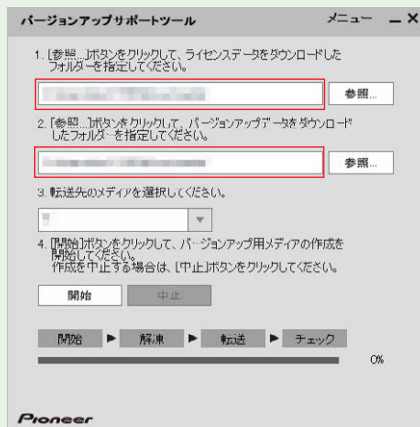 バージョンアップサポートツール
メニュー
1. [参照...]ボタンをクリックして、ライセンスデータをダウンロードした
フォルダーを指定してください。
参照...
2. [参照...]ボタンをクリックして、バージョンアップデータをダウンロード
したフォルダーを指定してください。
参照...
3. 転送先のメディアを選択してください。
4. [開始]ボタンをクリックして、バージョンアップ用メディアの作成を
開始してください。
作成を中止する場合は、[中止]ボタンをクリックしてください。
開始 中止
開始 ▶ 解凍 ▶ 転送 ▶ チェック
0%
Pioneer